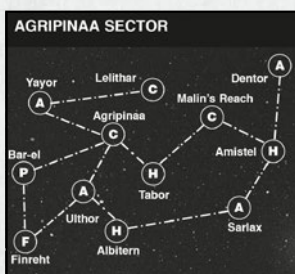 AGRIPINAA SECTOR
Dentor
A
Lelithar
C
Yayor
A
Malin's Reach
C
Agripinaa
C
Bar-el
P
Amistel
H
Tabor
H
Ulthor
A
Sarlax
A
Albitern
H
Finreht
F